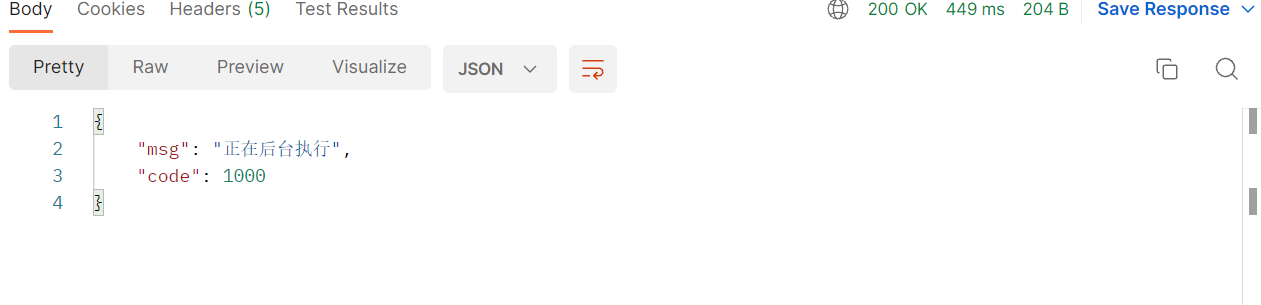 Body Cookies Headers (5) Test Results 200 OK 449 ms 204 B Save Response
Pretty Raw Preview Visualize JSON
1 {
2 "msg": "正在后台执行",
3 "code": 1000
4 }